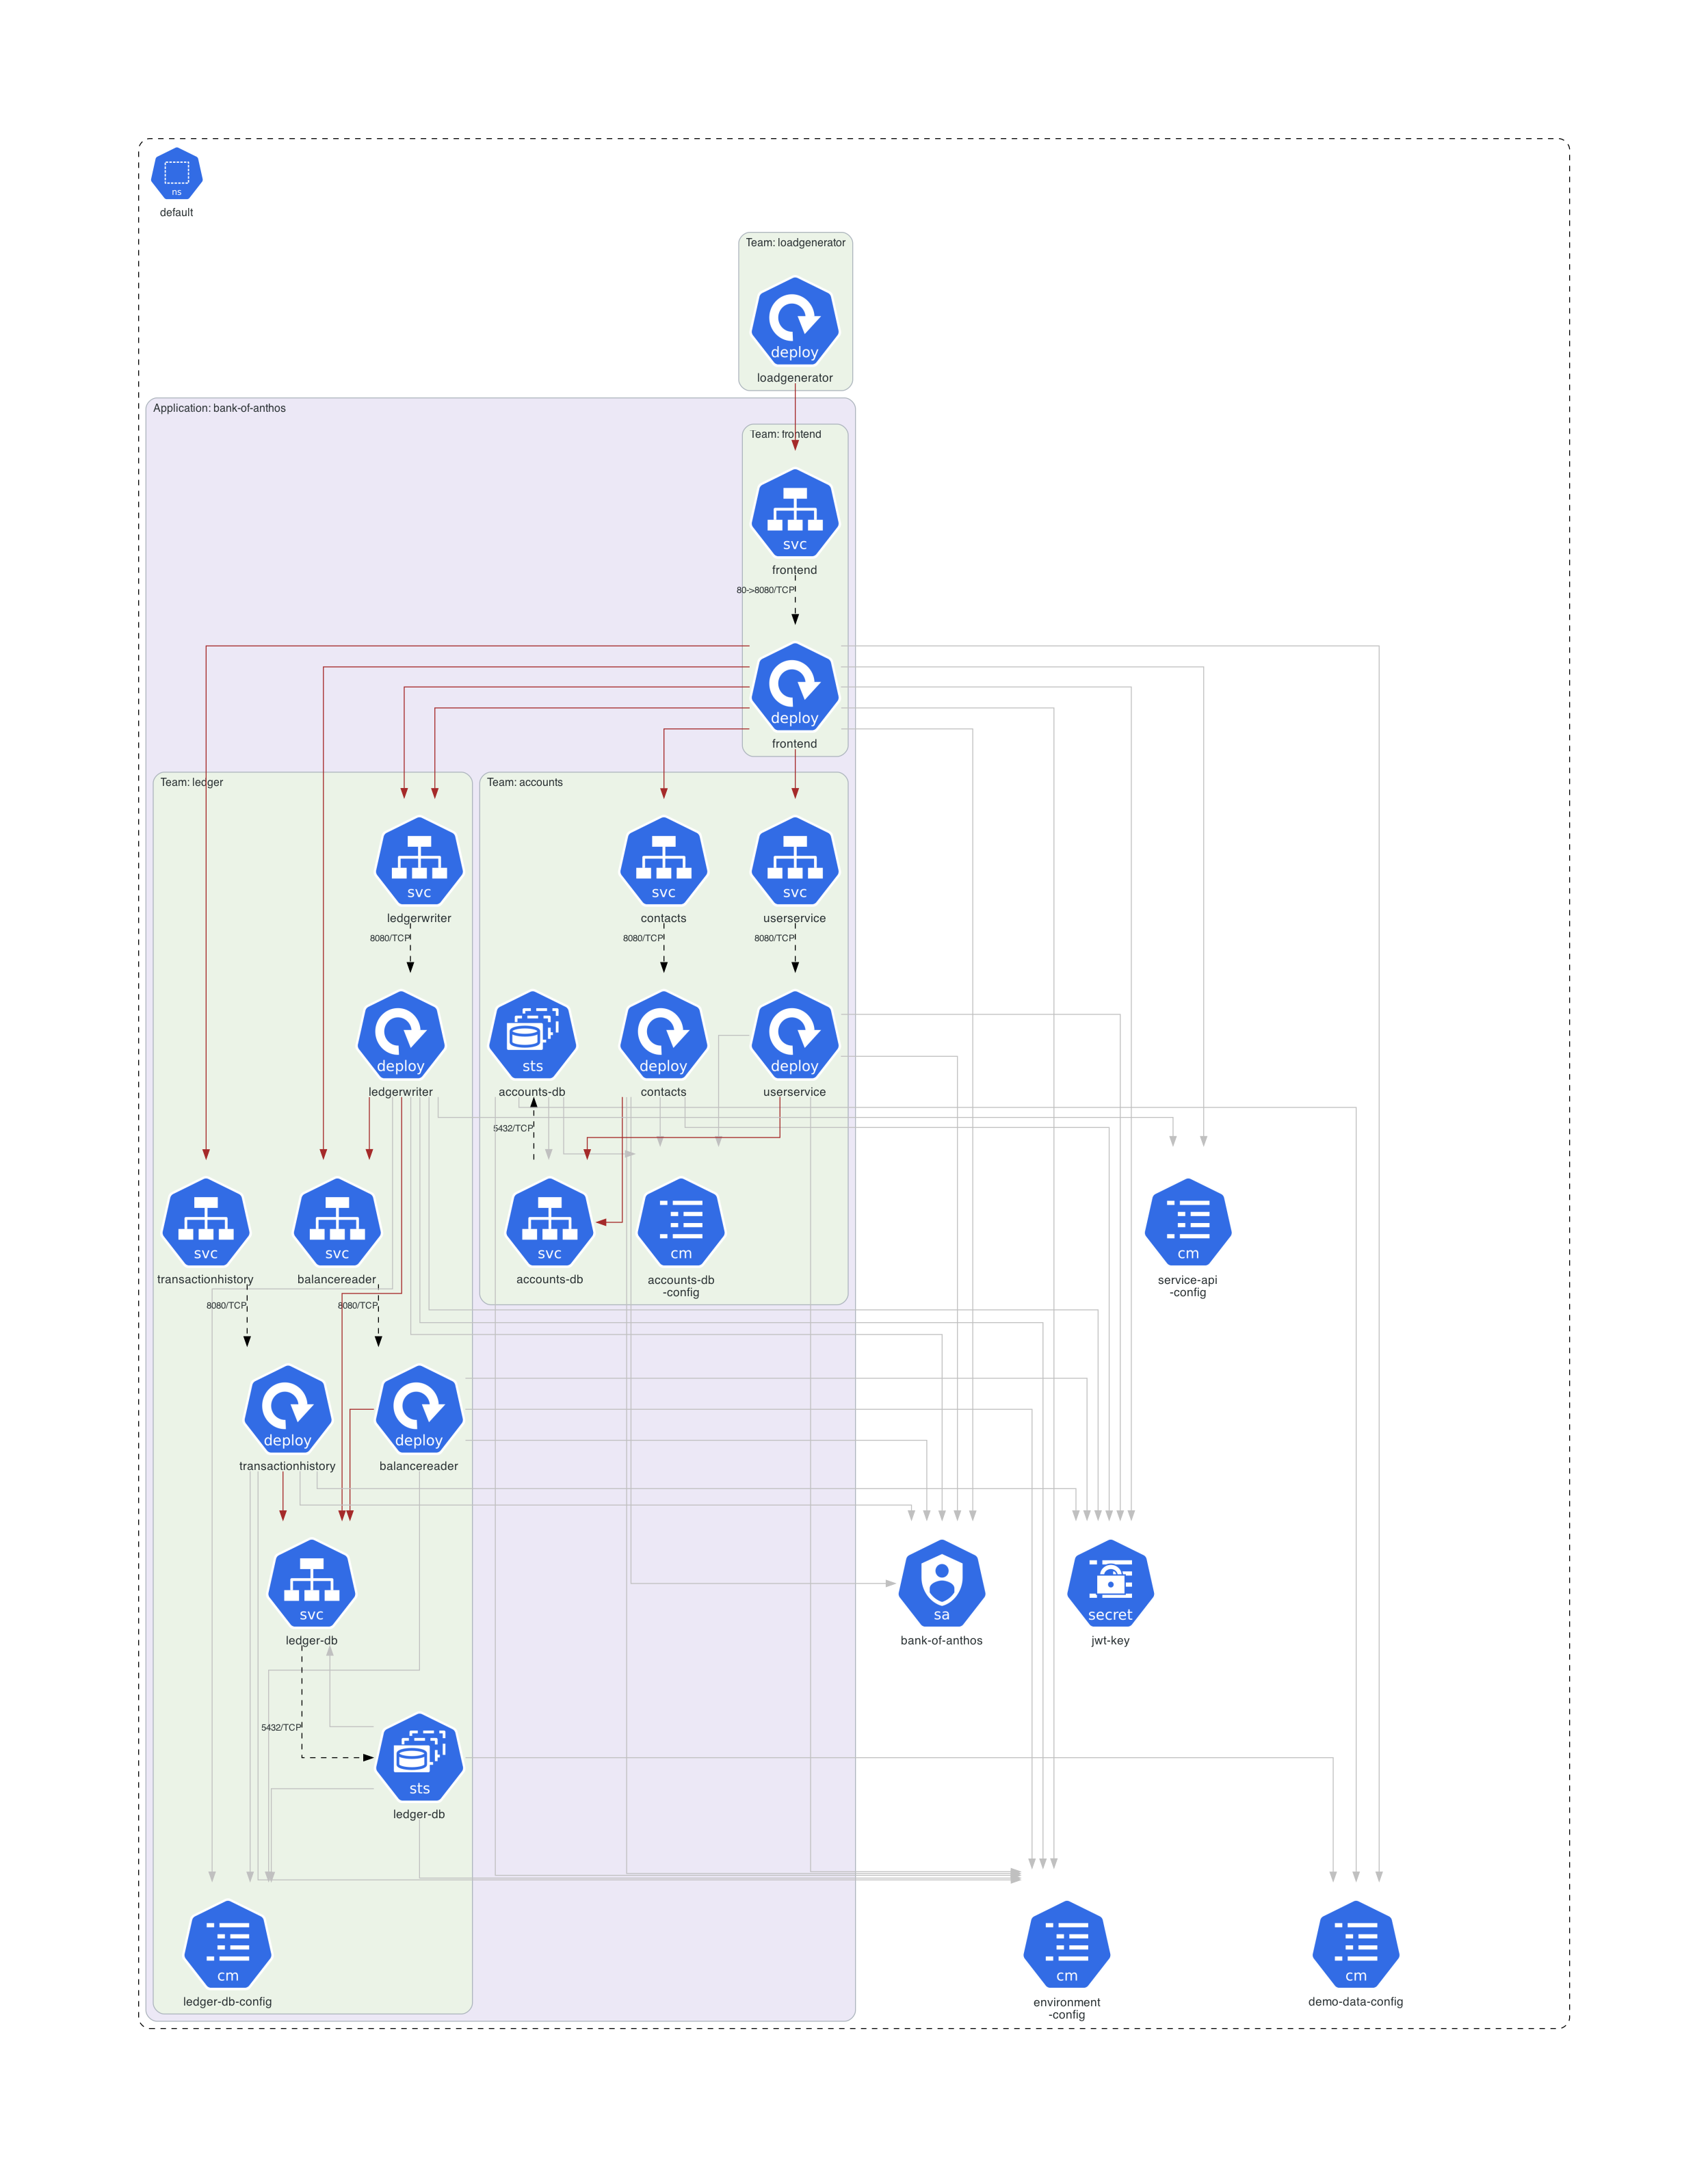 ns
default
Team: loadgenerator
deploy
loadgenerator
Application: bank-of-anthos
Team: frontend
svc
frontend
80->8080/TCP
deploy
frontend
Team: ledger
Team: accounts
svc
svc
svc
ledgerwriter
contacts
userservice
8080/TCP
8080/TCP
8080/TCP
deploy
sts
deploy
deploy
ledgerwriter
accounts-db
contacts
userservice
5432/TCP
svc
svc
svc
cm
cm
transactionhistory
balancereader
accounts-db
accounts-db
-config
service-api
-config
8080/TCP
8080/TCP
deploy
deploy
transactionhistory
balancereader
svc
sa
secret
ledger-db
bank-of-anthos
jwt-key
5432/TCP
sts
ledger-db
cm
cm
cm
ledger-db-config
environment
-config
demo-data-config